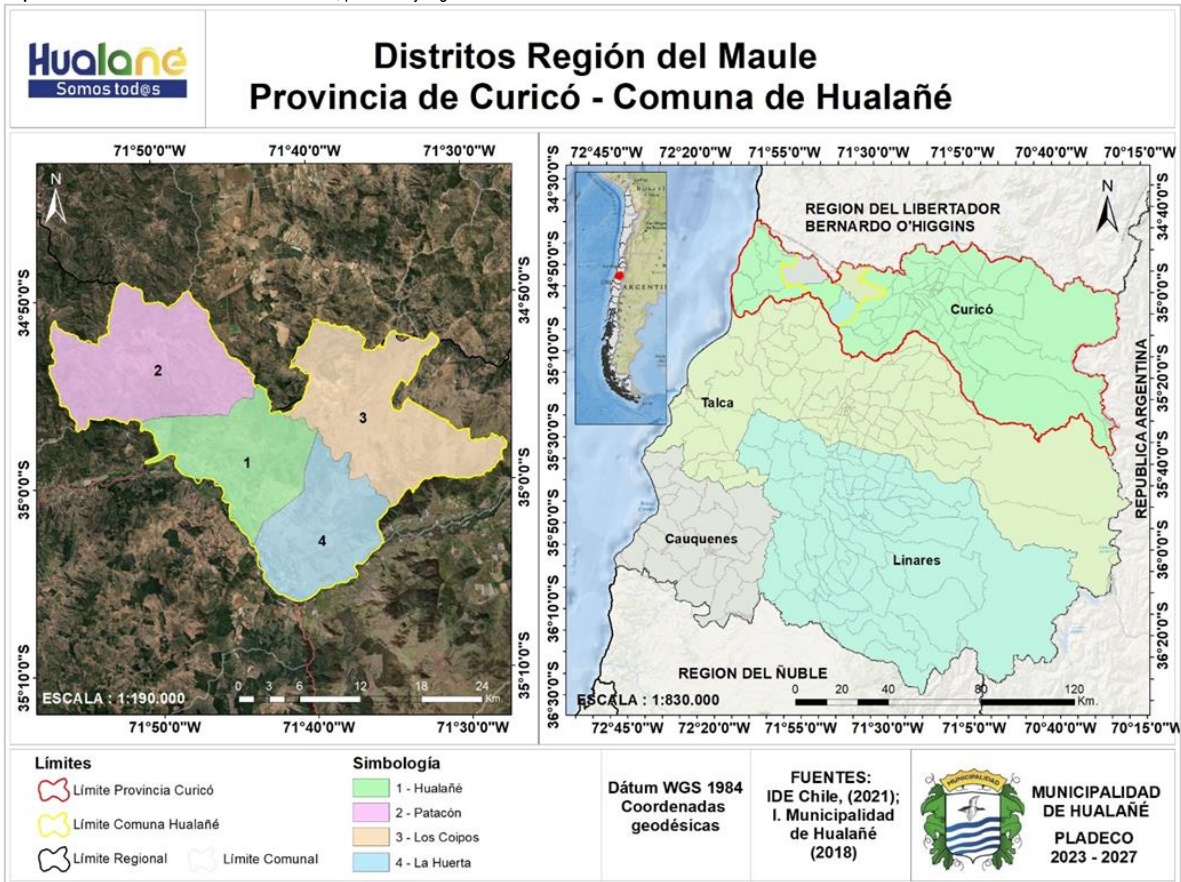 Hualañé
Somos tod@s
Distritos Región del Maule
Provincia de Curicó - Comuna de Hualañé
71°50'0"W 71°40'0"W 71°30'0"W
N
34°50'0"S
35°0'0"S
35°10'0"S
34°50'0"S
35°0'0"S
35°10'0"S
2
3
1
4
ESCALA : 1:190.000
0 3 6 12 18 24
Km.
71°50'0"W 71°40'0"W 71°30'0"W
72°45'0"W 72°20'0"W 71°55'0"W 71°30'0"W 71°5'0"W 70°40'0"W 70°15'0"W
34°30'0"S
34°50'0"S
35°10'0"S
35°30'0"S
35°50'0"S
36°10'0"S
36°30'0"S
34°40'0"S
35°0'0"S
35°20'0"S
35°40'0"S
36°0'0"S
36°20'0"S
N
ARGENTIN
REGION DEL LIBERTADOR
BERNARDO O'HIGGINS
Curicó
Talca
Cauquenes
Linares
REPUBLICA ARGENTINA
REGION DEL ÑUBLE
ESCALA : 1:830.000
0 20 40 80 120
Km.
72°45'0"W 72°20'0"W 71°55'0"W 71°30'0"W 71°5'0"W 70°40'0"W 70°15'0"W
Límites
Límite Provincia Curicó
Límite Comuna Hualañé
Límite Regional Límite Comunal
Simbología
1 - Hualañé
2 - Patacón
3 - Los Coipos
4 - La Huerta
Dátum WGS 1984
Coordenadas
geodésicas
FUENTES:
IDE Chile, (2021);
I. Municipalidad
de Hualañé
(2018)
MUNICIPALIDAD
MUNICIPALIDAD
DE HUALAÑÉ
PLADECO
2023 - 2027